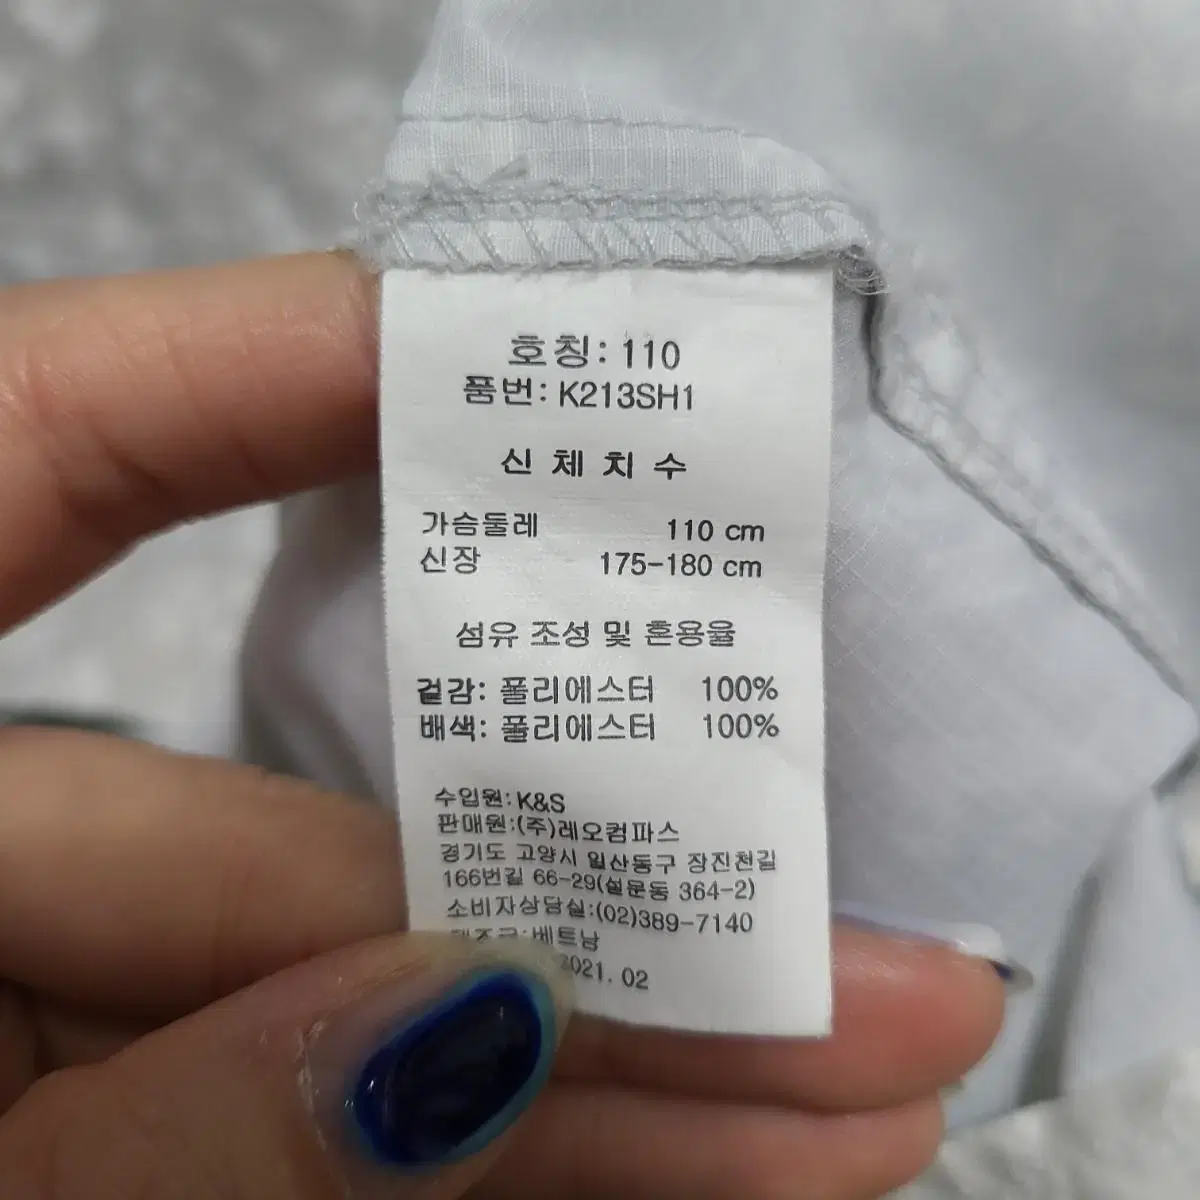 호칭: 110
품번: K213SH1
신체치수
가슴둘레 110 cm
신장 175-180 cm
섬유 조성 및 혼용율
겉감: 폴리에스터 100%
배색: 폴리에스터 100%
수입원: K&S
판매원:(주)레오컴파스
경기도 고양시 일산동구 장진천길
166번길 66-29(설문동 364-2)
소비자상담실:(02)389-7140
제조국:베트남
2021. 02